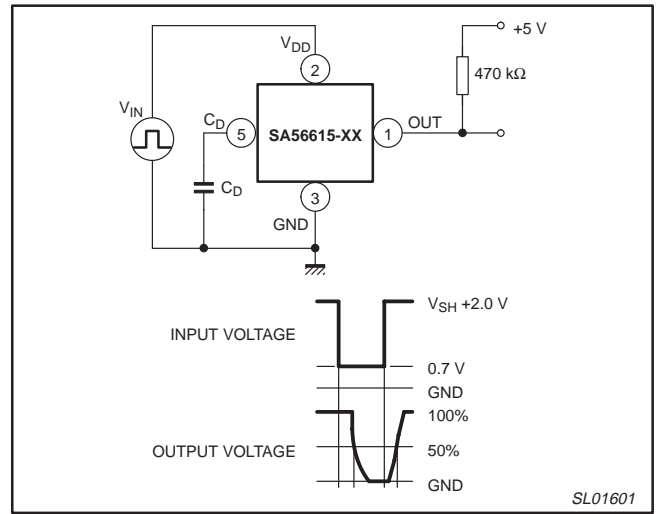 +5 V
V_DD
2
470 kΩ
V_IN
C_D
5
SA56615-XX
1
OUT
C_D
3
GND
V_SH +2.0 V
INPUT VOLTAGE
0.7 V
GND
100%
OUTPUT VOLTAGE
50%
GND
SL01601